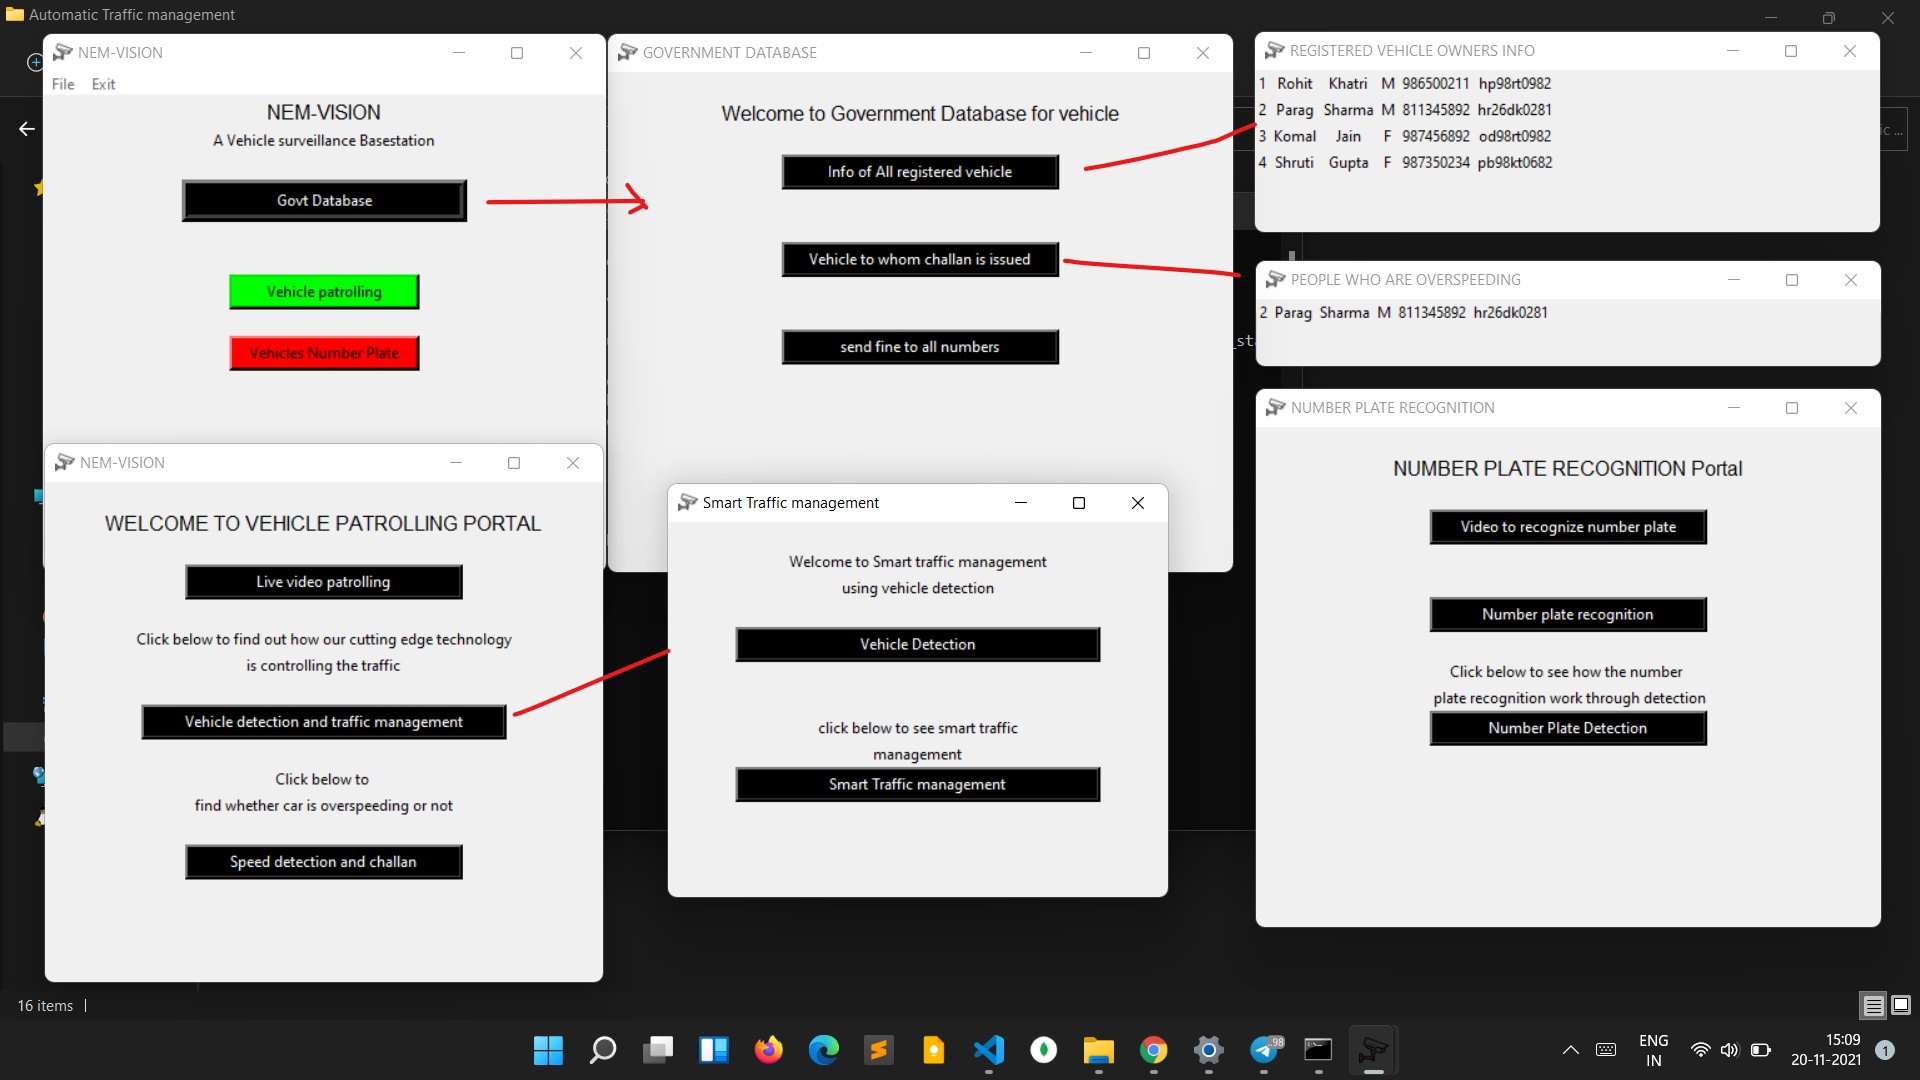 Automatic Traffic management
NEM-VISION
File Exit
NEM-VISION
A Vehicle surveillance Basestation
Govt Database
Vehicle patrolling
Vehicles Number Plate
GOVERNMENT DATABASE
Welcome to Government Database for vehicle
Info of All registered vehicle
Vehicle to whom challan is issued
send fine to all numbers
REGISTERED VEHICLE OWNERS INFO
1 Rohit Khatri M 986500211 hp98rt0982
2 Parag Sharma M 811345892 hr26dk0281
3 Komal Jain F 987456892 od98rt0982
4 Shruti Gupta F 987350234 pb98kt0682
PEOPLE WHO ARE OVERSPEEDING
2 Parag Sharma M 811345892 hr26dk0281
NEM-VISION
WELCOME TO VEHICLE PATROLLING PORTAL
Live video patrolling
Click below to find out how our cutting edge technology
is controlling the traffic
Vehicle detection and traffic management
Click below to
find whether car is overspeeding or not
Speed detection and challan
Smart Traffic management
Welcome to Smart traffic management
using vehicle detection
Vehicle Detection
click below to see smart traffic
management
Smart Traffic management
NUMBER PLATE RECOGNITION
NUMBER PLATE RECOGNITION Portal
Video to recognize number plate
Number plate recognition
Click below to see how the number
plate recognition work through detection
Number Plate Detection
16 items
98
ENG
IN
15:09
20-11-2021
1